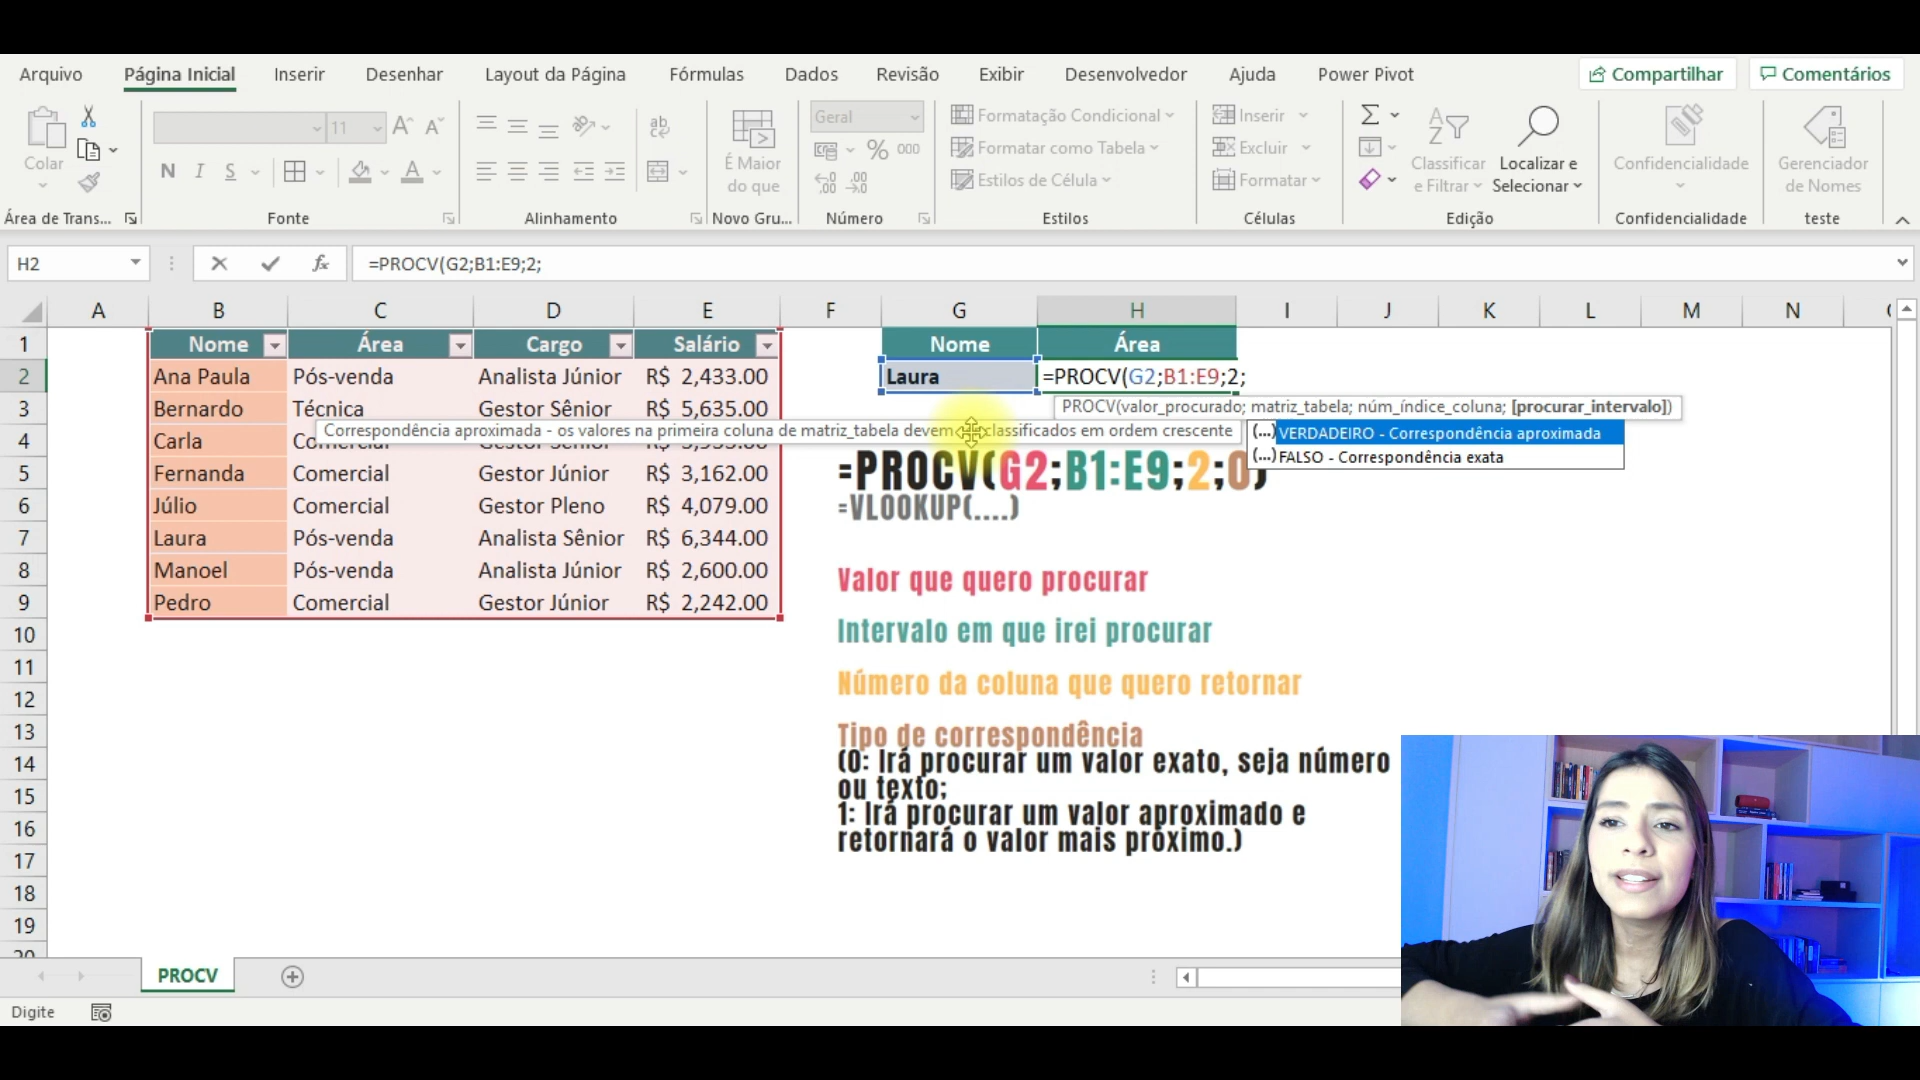 Arquivo Página Inicial Inserir Desenhar Layout da Página Fórmulas Dados Revisão Exibir Desenvolvedor Ajuda Power Pivot Compartilhar Comentários
Colar
Área de Trans...
11
N I S
Fonte
ab
Alinhamento
É Maior
do que
Novo Gru...
Geral
% 000
Número
Formatação Condicional
Formatar como Tabela
Estilos de Célula
Estilos
Inserir
Excluir
Formatar
Células
Classificar
e Filtrar
Localizar e
Selecionar
Edição
Confidencialidade
Confidencialidade
Gerenciador
de Nomes
teste
H2 fx =PROCV(G2;B1:E9;2;
A B C D E F G H I J K L M N
1 Nome Área Cargo Salário Nome Área
2 Ana Paula Pós-venda Analista Júnior R$ 2,433.00 Laura =PROCV(G2;B1:E9;2;
3 Bernardo Técnica Gestor Sênior R$ 5,635.00 PROCV(valor_procurado; matriz_tabela; núm_índice_coluna; [procurar_intervalo])
Correspondência aproximada - os valores na primeira coluna de matriz_tabela devem classificados em ordem crescente
(...) VERDADEIRO - Correspondência aproximada
(...) FALSO - Correspondência exata
4 Carla
5 Fernanda Comercial Gestor Júnior R$ 3,162.00
6 Júlio Comercial Gestor Pleno R$ 4,079.00
7 Laura Pós-venda Analista Sênior R$ 6,344.00
8 Manoel Pós-venda Analista Júnior R$ 2,600.00
9 Pedro Comercial Gestor Júnior R$ 2,242.00
10
11
12
13
14
15
16
17
18
19
20
=PROCV(G2;B1:E9;2;0)
=VLOOKUP(....)
Valor que quero procurar
Intervalo em que irei procurar
Número da coluna que quero retornar
Tipo de correspondência
(0: Irá procurar um valor exato, seja número
ou texto;
1: Irá procurar um valor aproximado e
retornará o valor mais próximo.)
PROCV
Digite